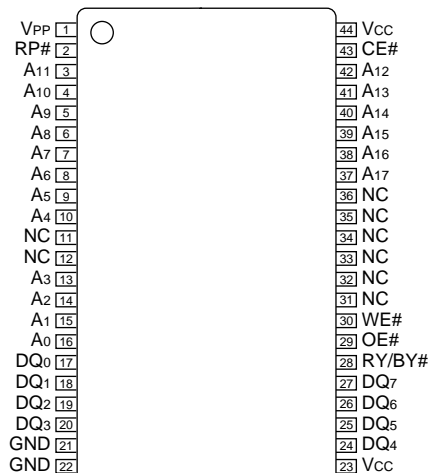 VPP 1 44 VCC
RP# 2 43 CE#
A11 3 42 A12
A10 4 41 A13
A9 5 40 A14
A8 6 39 A15
A7 7 38 A16
A6 8 37 A17
A5 9 36 NC
A4 10 35 NC
NC 11 34 NC
NC 12 33 NC
A3 13 32 NC
A2 14 31 NC
A1 15 30 WE#
A0 16 29 OE#
DQ0 17 28 RY/BY#
DQ1 18 27 DQ7
DQ2 19 26 DQ6
DQ3 20 25 DQ5
GND 21 24 DQ4
GND 22 23 VCC